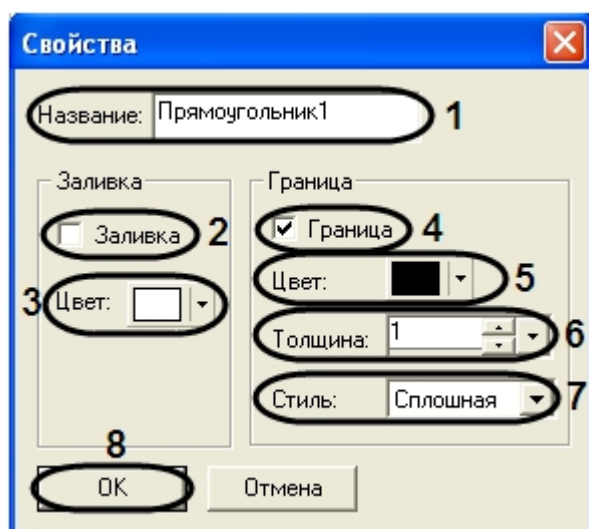 Свойства
Название: Прямоугольник1 1
Заливка
Заливка 2
3 Цвет:
Граница
Граница 4
Цвет: 5
Толщина: 1 6
Стиль: Сплошная 7
8
OK Отмена